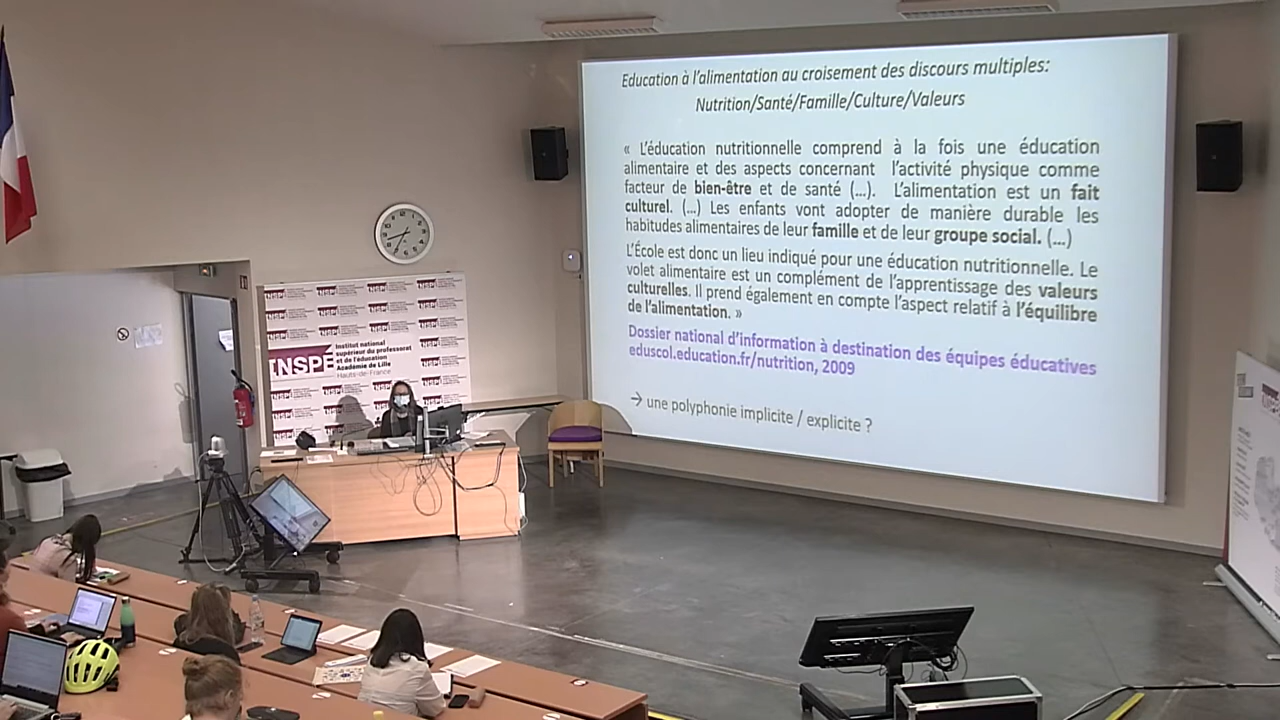 Education à l'alimentation au croisement des discours multiples:
Nutrition/Santé/Famille/Culture/Valeurs
« L'éducation nutritionnelle comprend à la fois une éducation
alimentaire et des aspects concernant l'activité physique comme
facteur de bien-être et de santé (...). L'alimentation est un fait
culturel. (...) Les enfants vont adopter de manière durable les
habitudes alimentaires de leur famille et de leur groupe social. (...)
L'École est donc un lieu indiqué pour une éducation nutritionnelle. Le
volet alimentaire est un complément de l'apprentissage des valeurs
culturelles. Il prend également en compte l'aspect relatif à l'équilibre
de l'alimentation. »
Dossier national d'information à destination des équipes éducatives
eduscol.education.fr/nutrition, 2009
→ une polyphonie implicite / explicite ?
INSPÉ
Institut national
supérieur du professorat
et de l'éducation
Académie de Lille
Hauts-de-France